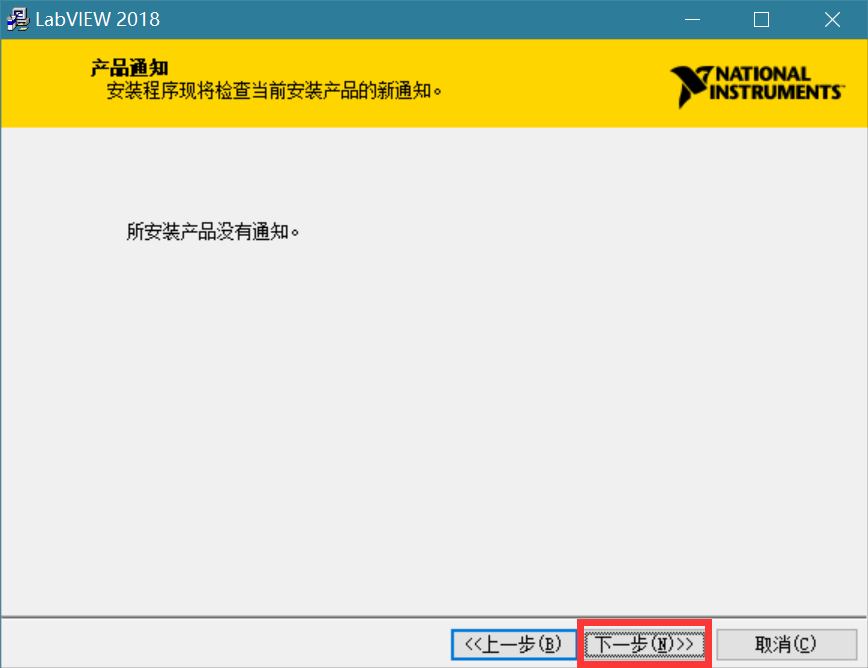 LabVIEW 2018
产品通知
安装程序现将检查当前安装产品的新通知。
NATIONAL
INSTRUMENTS™
所安装产品没有通知。
<<上一步(B)
下一步(N)>>
取消(C)